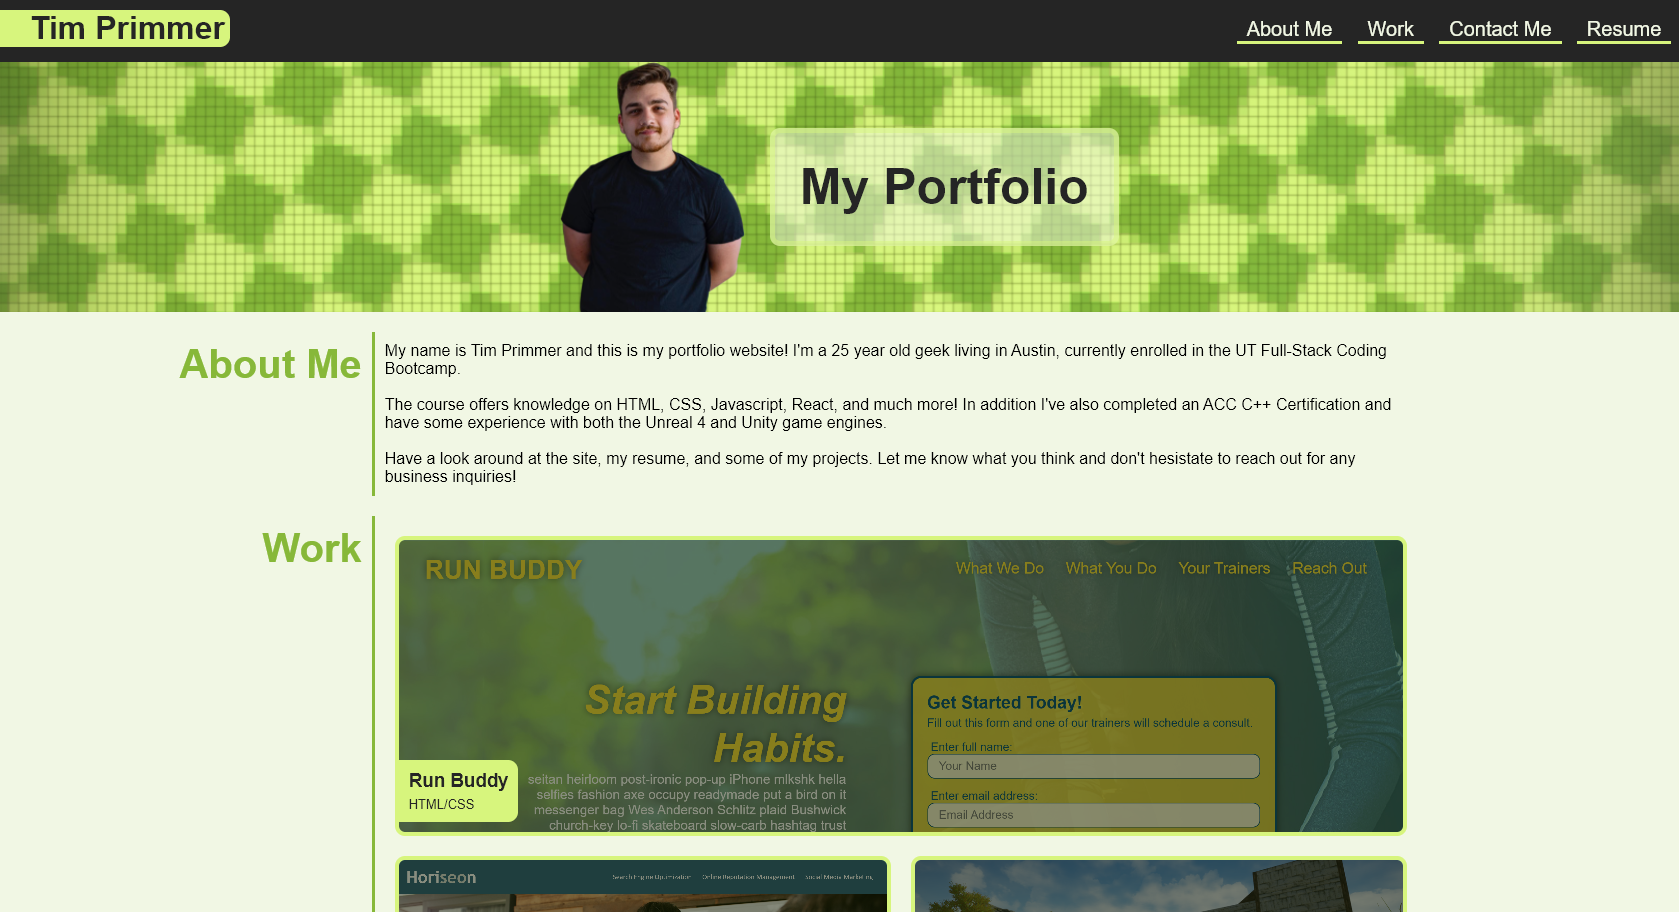 Tim Primmer
About Me Work Contact Me Resume
My Portfolio
About Me
My name is Tim Primmer and this is my portfolio website! I'm a 25 year old geek living in Austin, currently enrolled in the UT Full-Stack Coding
Bootcamp.
The course offers knowledge on HTML, CSS, Javascript, React, and much more! In addition I've also completed an ACC C++ Certification and
have some experience with both the Unreal 4 and Unity game engines.
Have a look around at the site, my resume, and some of my projects. Let me know what you think and don't hesistate to reach out for any
business inquiries!
Work
RUN BUDDY
What We Do What You Do Your Trainers Reach Out
Start Building
Habits.
seitan heirloom post-ironic pop-up iPhone mlkshk hella
selfies fashion axe occupy readymade put a bird on it
messenger bag Wes Anderson Schlitz plaid Bushwick
church-key lo-fi skateboard slow-carb hashtag trust
Get Started Today!
Fill out this form and one of our trainers will schedule a consult.
Enter full name:
Your Name
Enter email address:
Email Address
Run Buddy
HTML/CSS
Horiseon
Search Engine Optimization Online Reputation Management Social Media Marketing